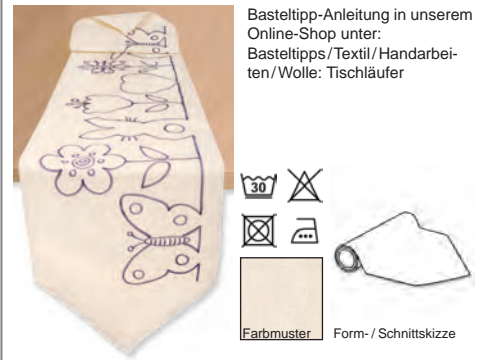 Basteltipp-Anleitung in unserem
Online-Shop unter:
Basteltipps/Textil/Handarbei-
ten/Wolle: Tischläufer
30
Farbmuster
Form- / Schnittskizze